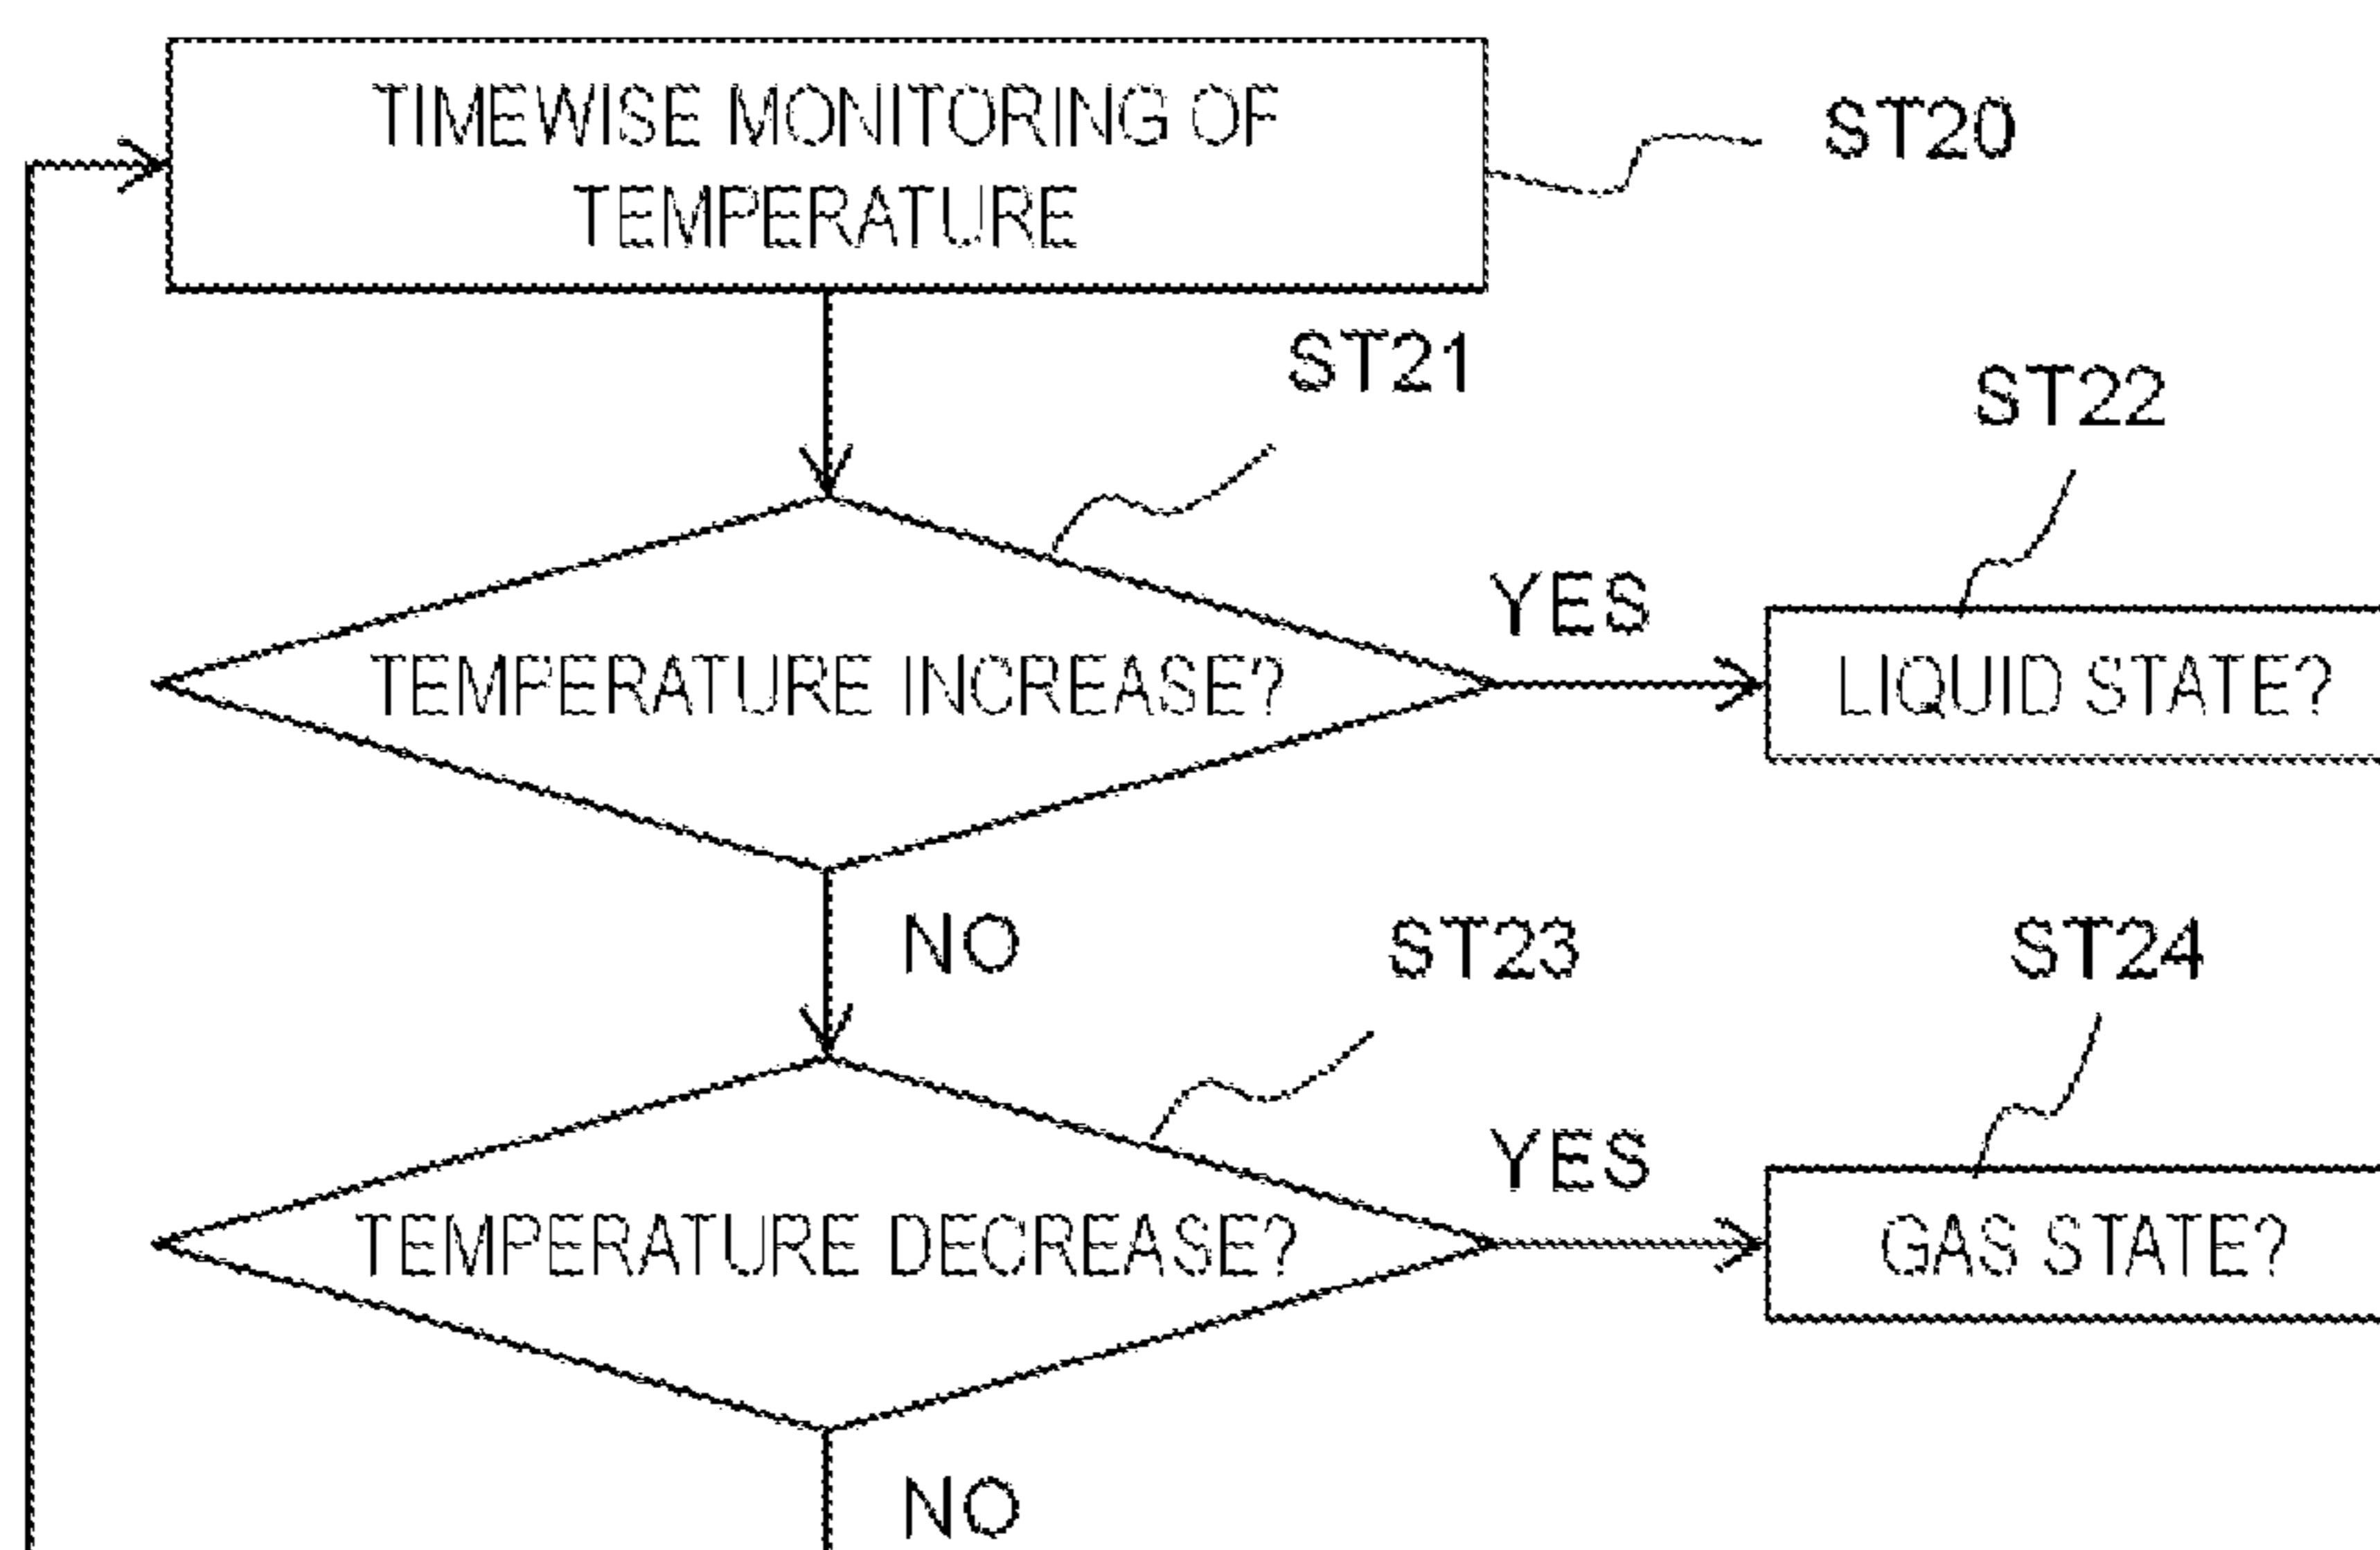 TIMEWISE MONITORING OF
TEMPERATURE
ST20
ST21
ST22
YES
TEMPERATURE INCREASE?
LIQUID STATE?
NO
ST23
ST24
YES
TEMPERATURE DECREASE?
GAS STATE?
NO